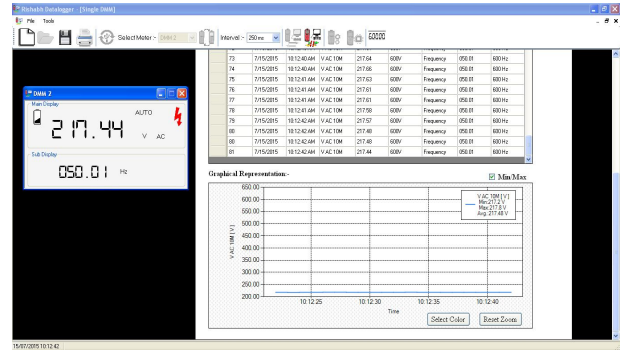 Rishabh Datalogger - [Single DMM]
File Tools
Select Meter :- DMM 2 Interval :- 250 ms 60000
73 7/15/2015 10:12:40 AM V AC 10M 217.64 600V Frequency 050.01 600 Hz
74 7/15/2015 10:12:40 AM V AC 10M 217.66 600V Frequency 050.01 600 Hz
75 7/15/2015 10:12:41 AM V AC 10M 217.63 600V Frequency 050.01 600 Hz
76 7/15/2015 10:12:41 AM V AC 10M 217.61 600V Frequency 050.01 600 Hz
77 7/15/2015 10:12:41 AM V AC 10M 217.61 600V Frequency 050.01 600 Hz
78 7/15/2015 10:12:41 AM V AC 10M 217.58 600V Frequency 050.01 600 Hz
79 7/15/2015 10:12:42 AM V AC 10M 217.57 600V Frequency 050.01 600 Hz
80 7/15/2015 10:12:42 AM V AC 10M 217.48 600V Frequency 050.01 600 Hz
80 7/15/2015 10:12:42 AM V AC 10M 217.48 600V Frequency 050.01 600 Hz
81 7/15/2015 10:12:42 AM V AC 10M 217.44 600V Frequency 050.01 600 Hz
DMM 2
Main Display
AUTO
217.44 V AC
Sub Display
050.01 Hz
Graphical Representation:-
Min/Max
650.00
600.00
550.00
500.00
450.00
400.00
350.00
300.00
250.00
200.00
V AC 10M [ V ]
V AC 10M [ V ]
Min:217.2 V
Max:217.8 V
Avg.:217.48 V
10:12:25 10:12:30 10:12:35 10:12:40
Time
Select Color Reset Zoom
15/07/2015 10:12:42